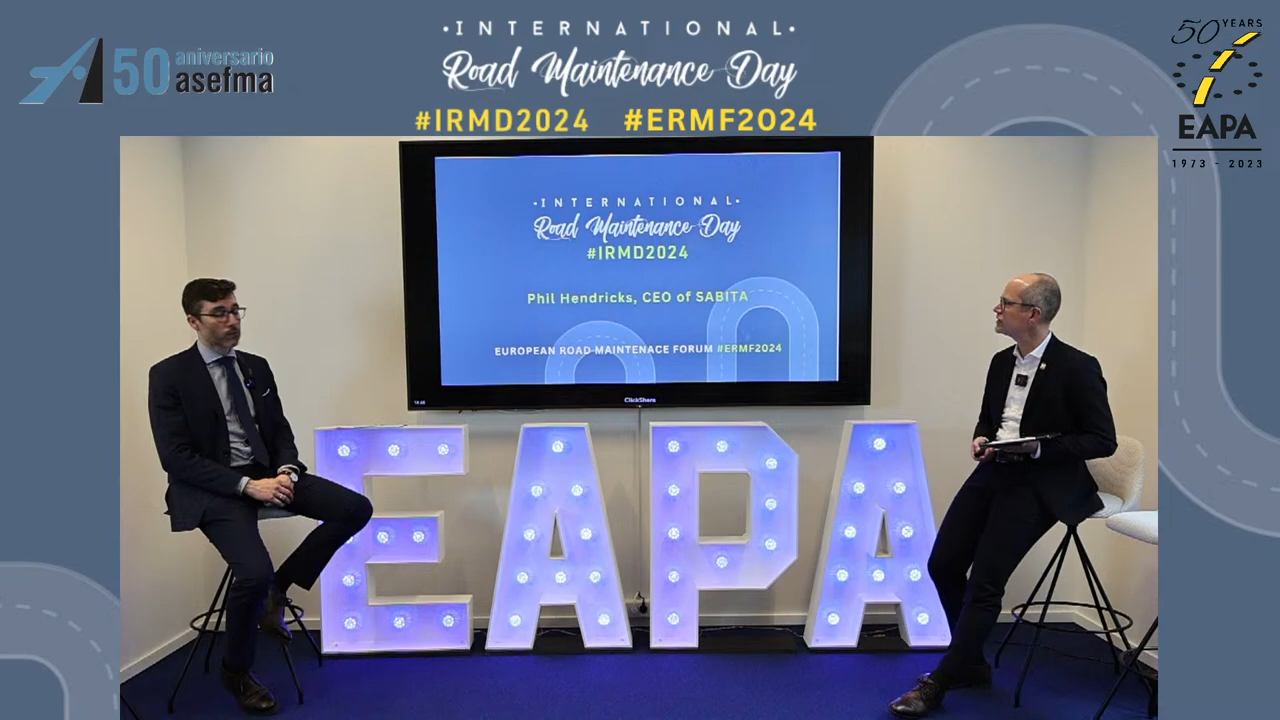 50 aniversario
asefma
·INTERNATIONAL·
Road Maintenance Day
#IRMD2024 #ERMF2024
50 YEARS
EAPA
1973 - 2023
·INTERNATIONAL·
Road Maintenance Day
#IRMD2024
Phil Hendricks, CEO of SABITA
EUROPEAN ROAD MAINTENACE FORUM #ERMF2024
ClickShare
EAPA